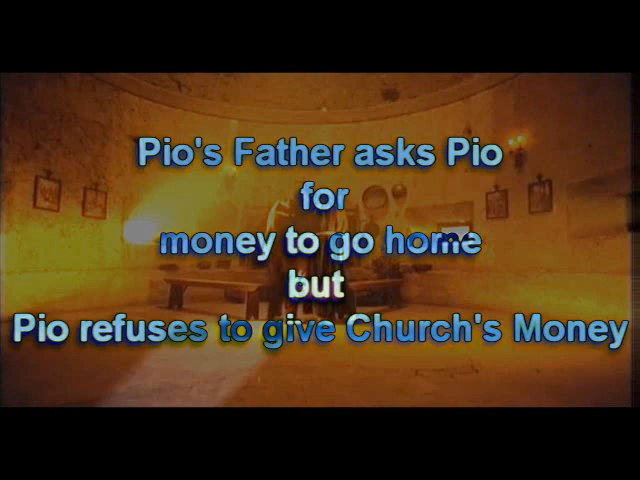 Pio's Father asks Pio
for
money to go home
but
Pio refuses to give Church's Money